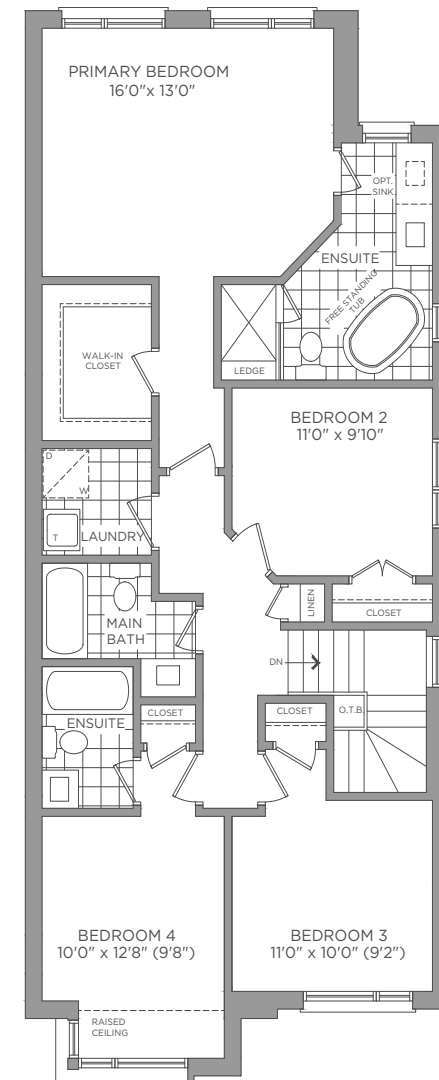 PRIMARY BEDROOM
16'0"x 13'0"
OPT.
SINK
ENSUITE
FREE STANDING
TUB
WALK-IN
CLOSET
LEDGE
BEDROOM 2
11'0" x 9'10"
D
W
T
LAUNDRY
LINEN
CLOSET
MAIN
BATH
DN
ENSUITE
CLOSET
CLOSET
O.T.B.
BEDROOM 4
10'0" x 12'8" (9'8")
BEDROOM 3
11'0" x 10'0" (9'2")
RAISED
CEILING